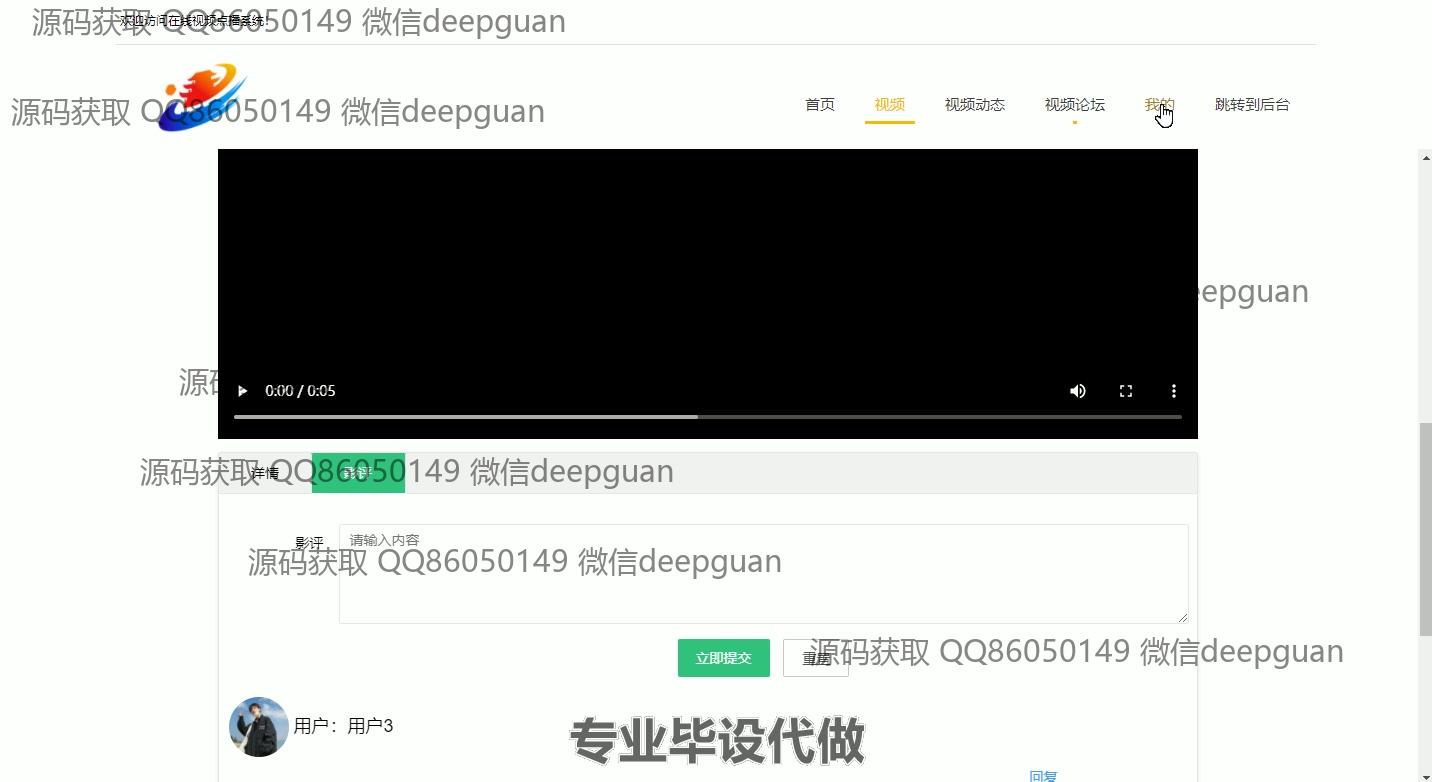 欢迎访问在线视频点播系统!
源码获取 QQ86050149 微信deepguan
源码获取 QQ86050149 微信deepguan
首页 视频 视频动态 视频论坛 我的 跳转到后台
eepguan
源码
0:00 / 0:05
详情 影评
源码获取 QQ86050149 微信deepguan
影评 请输入内容
源码获取 QQ86050149 微信deepguan
立即提交 重置
源码获取 QQ86050149 微信deepguan
用户：用户3
专业毕设代做
回复